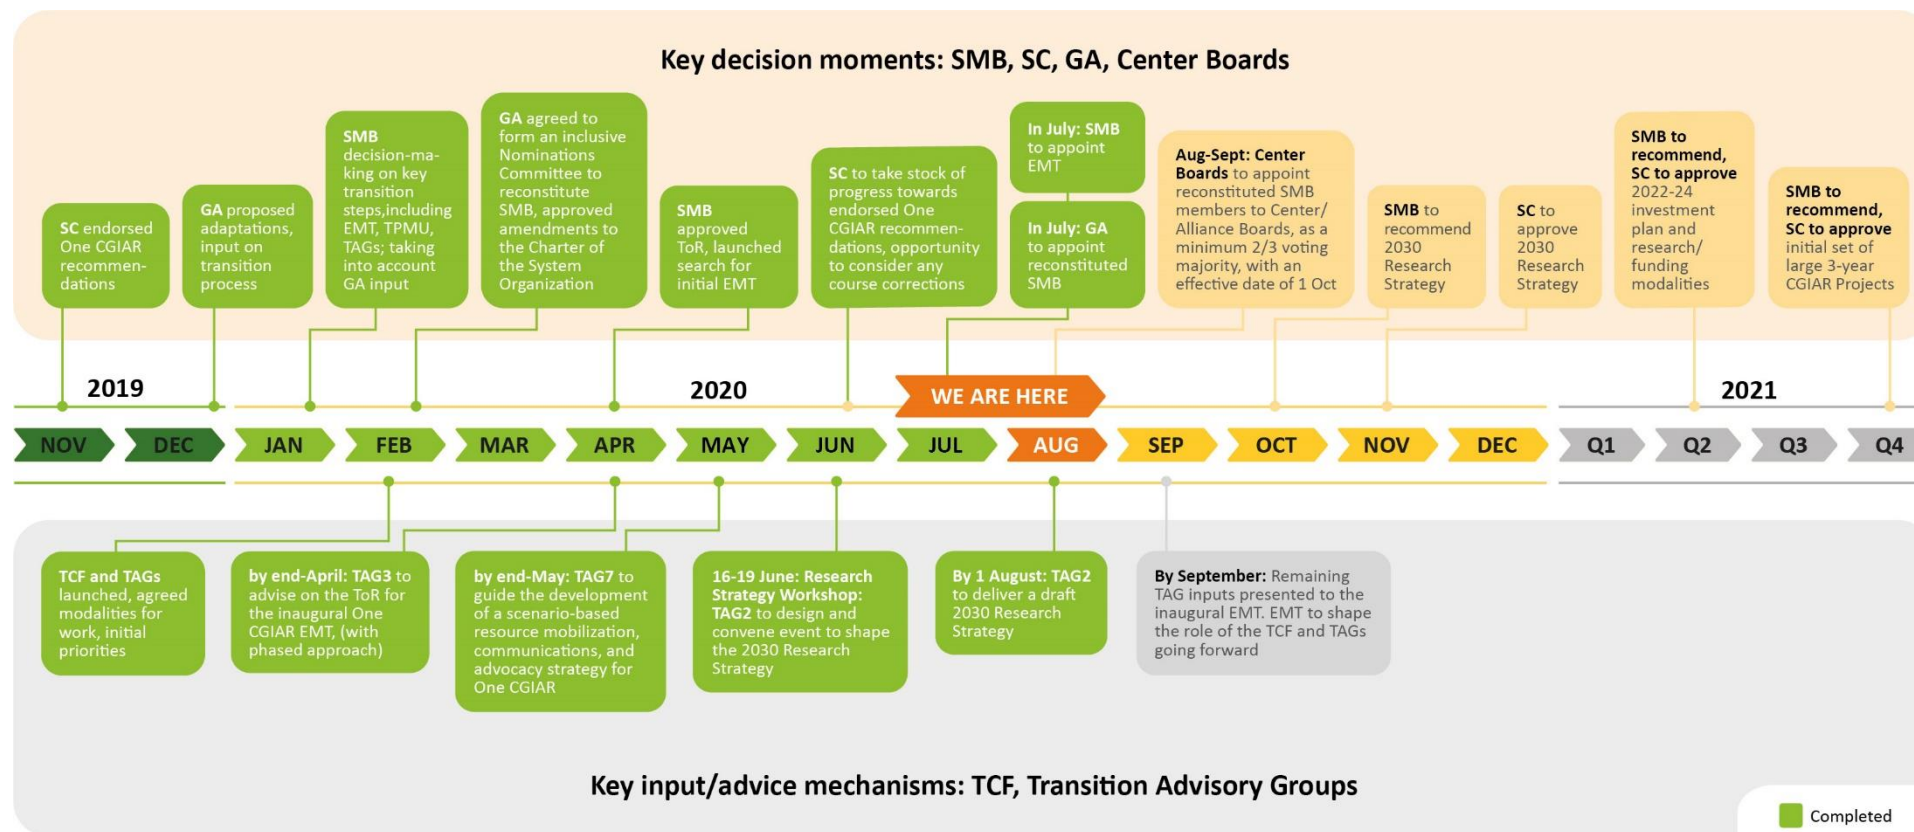 Key decision moments: SMB, SC, GA, Center Boards
SC endorsed
One CGIAR
recommen-
dations
GA proposed
adaptations,
input on
transition
process
SMB
decision-ma-
king on key
transition
steps,including
EMT, TPMU,
TAGs; taking
into account
GA input
GA agreed to
form an inclusive
Nominations
Committee to
reconstitute
SMB, approved
amendments to
the Charter of
the System
Organization
SMB
approved
ToR, launched
search for
initial EMT
SC to take stock of
progress towards
endorsed One
CGIAR recommen-
dations, opportunity
to consider any
course corrections
In July: SMB
to appoint
EMT
In July: GA
to appoint
reconstituted
SMB
Aug-Sept: Center
Boards to appoint
reconstituted SMB
members to Center/
Alliance Boards, as a
minimum 2/3 voting
majority, with an
effective date of 1 Oct
SMB to
recommend
2030
Research
Strategy
SC to
approve
2030
Research
Strategy
SMB to
recommend,
SC to approve
2022-24
investment
plan and
research/
funding
modalities
SMB to
recommend,
SC to approve
initial set of
large 3-year
CGIAR Projects
2019
2020
WE ARE HERE
2021
NOV
DEC
JAN
FEB
MAR
APR
MAY
JUN
JUL
AUG
SEP
OCT
NOV
DEC
Q1
Q2
Q3
Q4
TCF and TAGs
launched, agreed
modalities for
work, initial
priorities
by end-April: TAG3 to
advise on the ToR for
the inaugural One
CGIAR EMT, (with
phased approach)
by end-May: TAG7 to
guide the development
of a scenario-based
resource mobilization,
communications, and
advocacy strategy for
One CGIAR
16-19 June: Research
Strategy Workshop:
TAG2 to design and
convene event to shape
the 2030 Research
Strategy
By 1 August: TAG2
to deliver a draft
2030 Research
Strategy
By September: Remaining
TAG inputs presented to the
inaugural EMT. EMT to shape
the role of the TCF and TAGs
going forward
Key input/advice mechanisms: TCF, Transition Advisory Groups
Completed